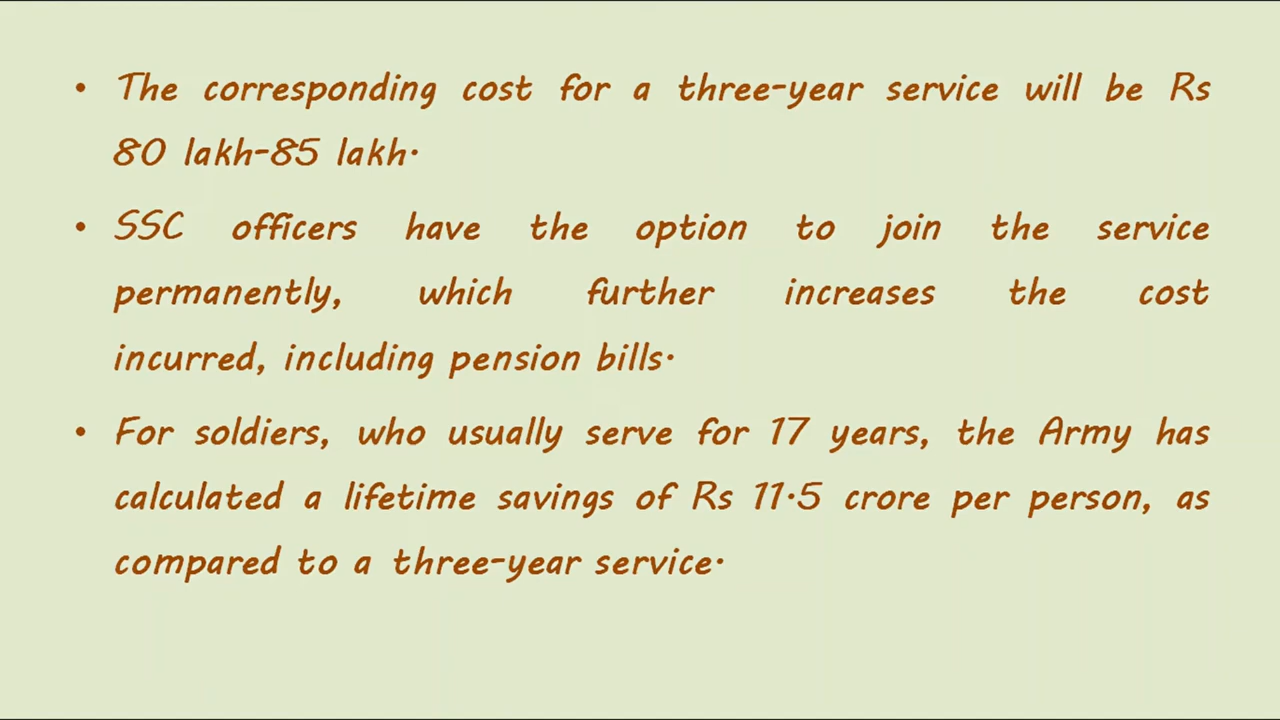 • The corresponding cost for a three-year service will be Rs
80 lakh-85 lakh.
• SSC officers have the option to join the service
permanently, which further increases the cost
incurred, including pension bills.
• For soldiers, who usually serve for 17 years, the Army has
calculated a lifetime savings of Rs 11.5 crore per person, as
compared to a three-year service.